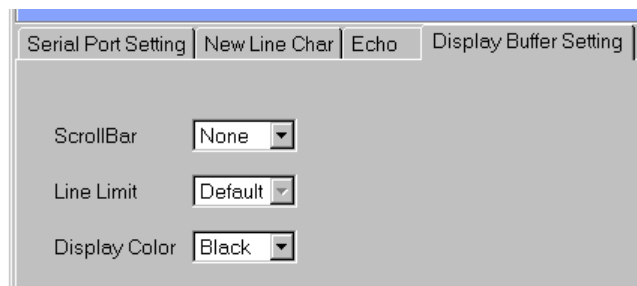 Serial Port Setting New Line Char Echo Display Buffer Setting
ScrollBar None
Line Limit Default
Display Color Black